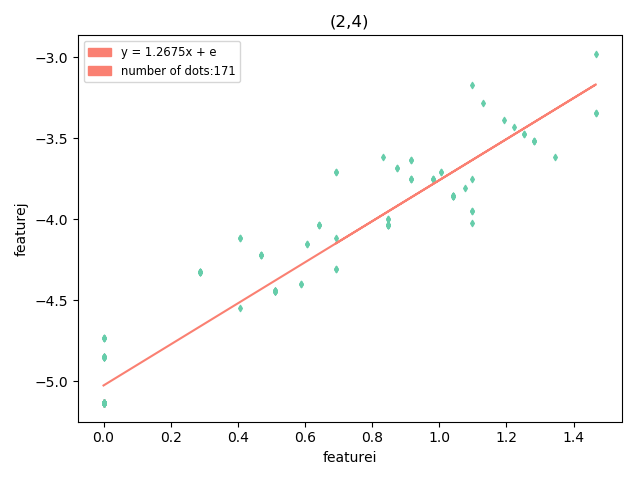 (2,4)
y = 1.2675x + e
number of dots:171
−3.0
−3.5
−4.0
−4.5
−5.0
featurej
0.0 0.2 0.4 0.6 0.8 1.0 1.2 1.4
featurei